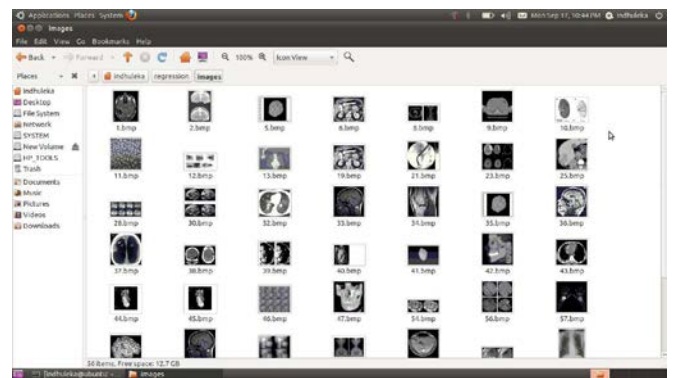 Applications Places System Mon Sep 17, 10:44 PM indhuleka
images
File Edit View Go Bookmarks Help
Back Forward 100% Icon View
Places indhuleka regression images
indhuleka
Desktop
File System
Network
SYSTEM
New Volume
HP_TOOLS
Trash
Documents
Music
Pictures
Videos
Downloads
1.bmp 2.bmp 5.bmp 6.bmp 8.bmp 9.bmp 10.bmp
11.bmp 12.bmp 13.bmp 19.bmp 21.bmp 23.bmp 25.bmp
28.bmp 30.bmp 32.bmp 33.bmp 34.bmp 35.bmp 36.bmp
37.bmp 38.bmp 39.bmp 40.bmp 41.bmp 42.bmp 43.bmp
44.bmp 45.bmp 46.bmp 47.bmp 54.bmp 56.bmp 57.bmp
56 items, Free space: 12.7 GB
images